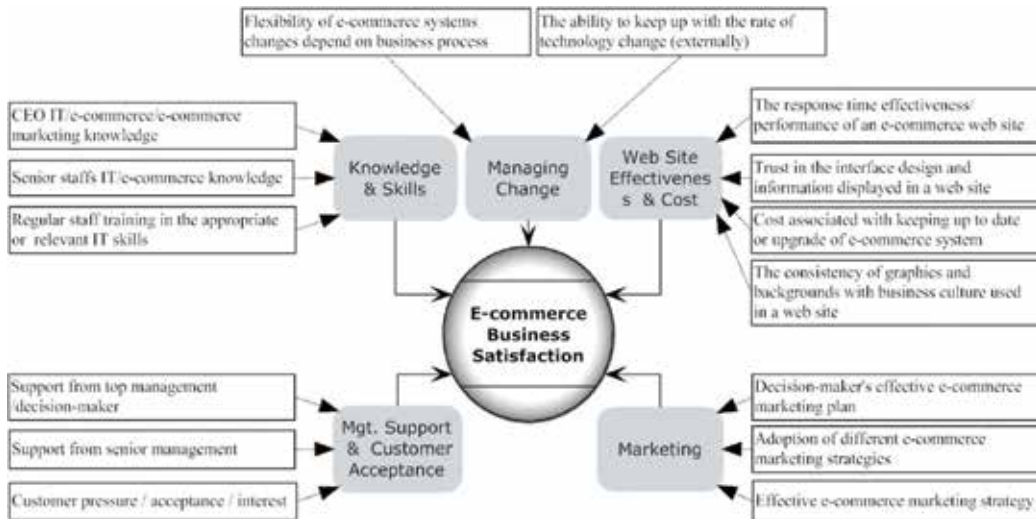 Flexibility of e-commerce systems
changes depend on business process
The ability to keep up with the rate of
technology change (externally)
CEO IT/e-commerce/e-commerce
marketing knowledge
Senior staffs IT/e-commerce knowledge
Regular staff training in the appropriate
or relevant IT skills
Knowledge
& Skills
Managing
Change
Web Site
Effectivenes
s & Cost
The response time effectiveness/
performance of an e-commerce web site
Trust in the interface design and
information displayed in a web site
Cost associated with keeping up to date
or upgrade of e-commerce system
The consistency of graphics and
backgrounds with business culture used
in a web site
E-commerce
Business
Satisfaction
Support from top management
/decision-maker
Support from senior management
Customer pressure / acceptance / interest
Mgt. Support
& Customer
Acceptance
Marketing
Decision-maker's effective e-commerce
marketing plan
Adoption of different e-commerce
marketing strategies
Effective e-commerce marketing strategy